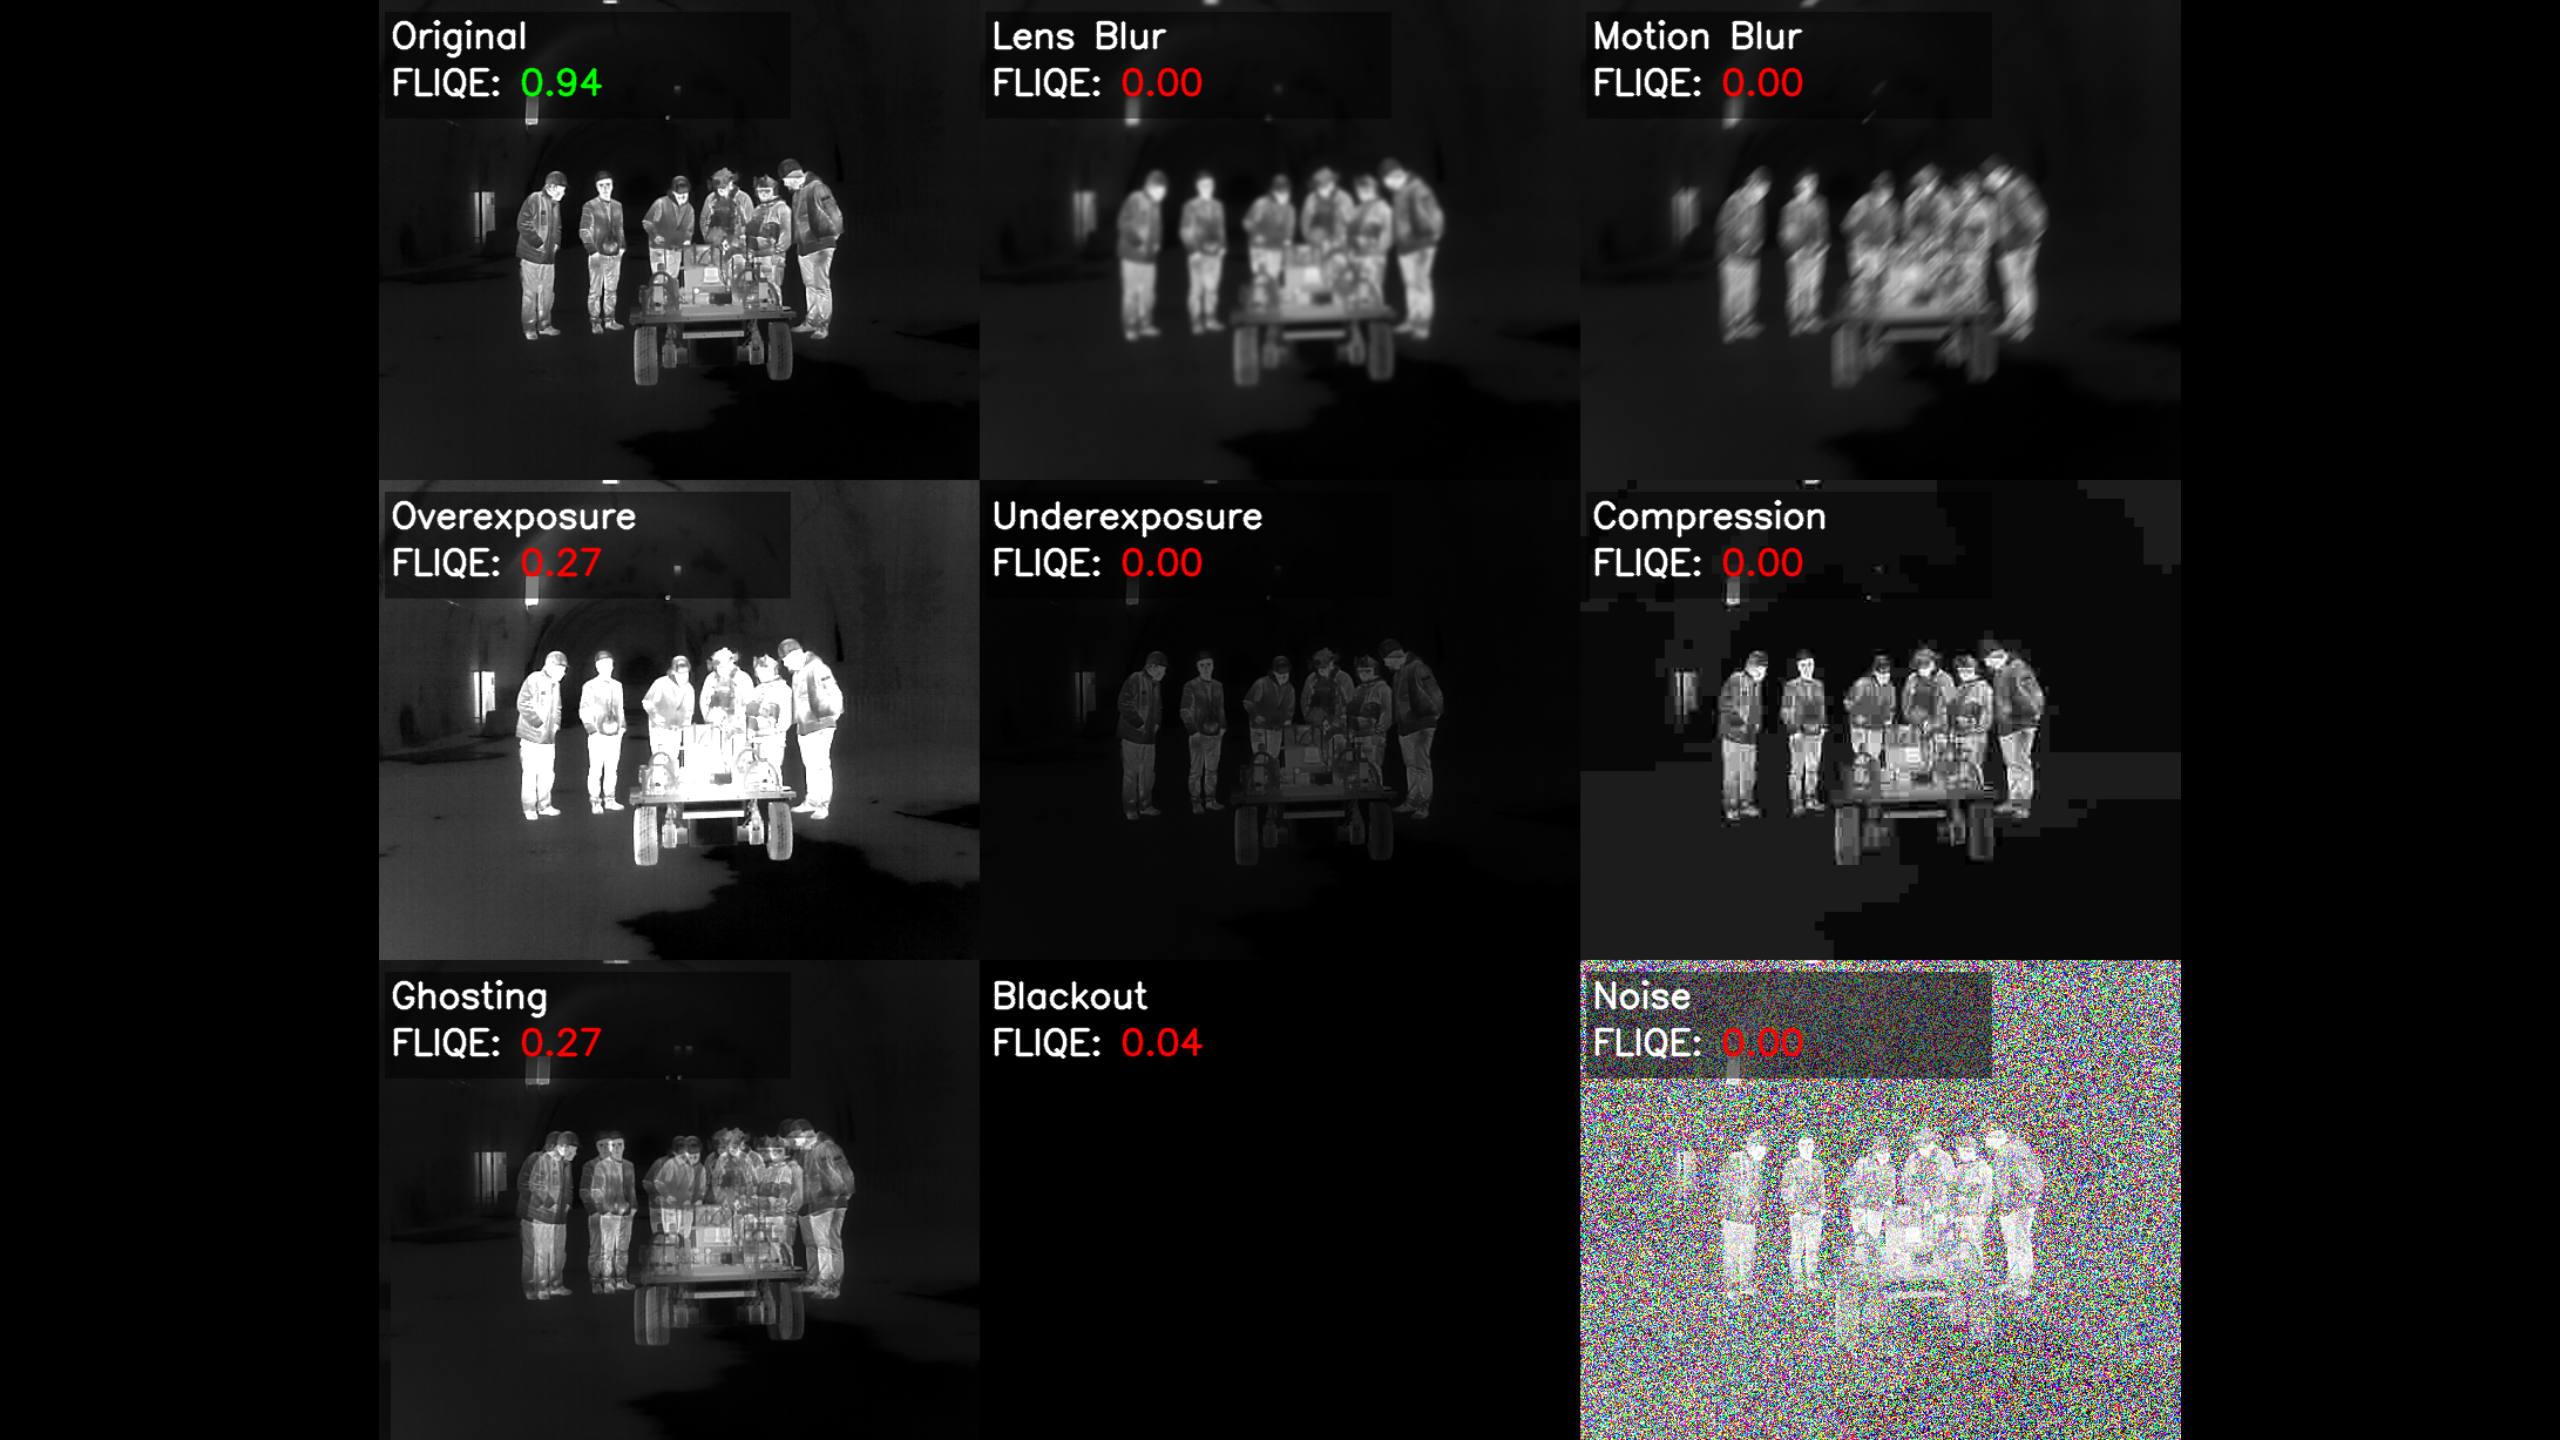 Original
FLIQE: 0.94
Lens Blur
FLIQE: 0.00
Motion Blur
FLIQE: 0.00
Overexposure
FLIQE: 0.27
Underexposure
FLIQE: 0.00
Compression
FLIQE: 0.00
Ghosting
FLIQE: 0.27
Blackout
FLIQE: 0.04
Noise
FLIQE: 0.00